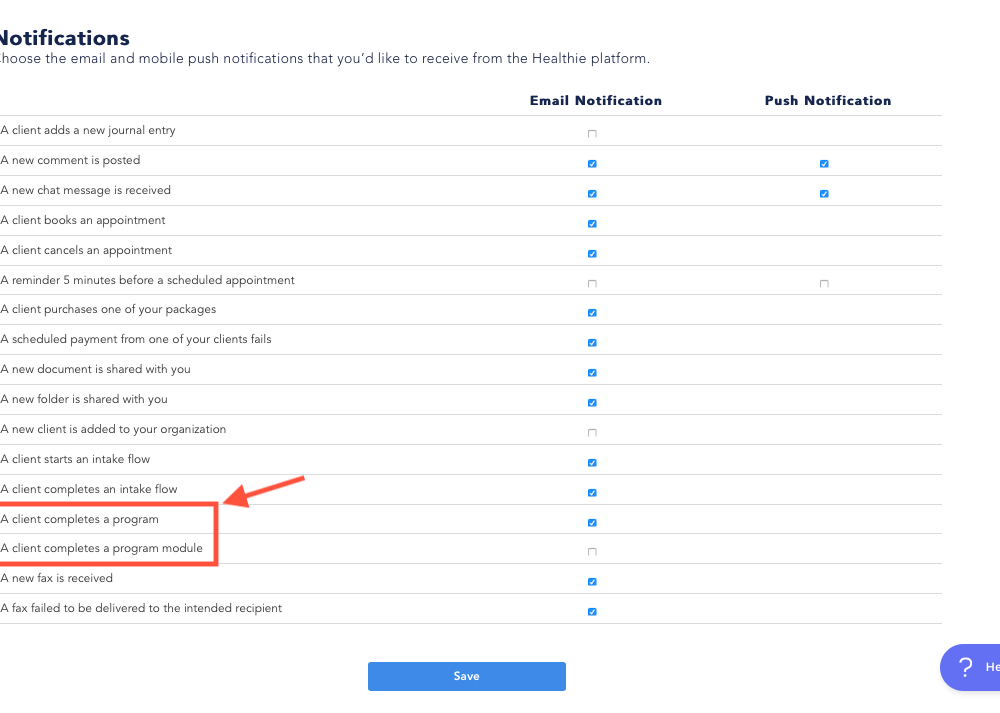 Notifications
hoose the email and mobile push notifications that you'd like to receive from the Healthie platform.
Email Notification Push Notification
A client adds a new journal entry
A new comment is posted
A new chat message is received
A client books an appointment
A client cancels an appointment
A reminder 5 minutes before a scheduled appointment
A client purchases one of your packages
A scheduled payment from one of your clients fails
A new document is shared with you
A new folder is shared with you
A new client is added to your organization
A client starts an intake flow
A client completes an intake flow
A client completes a program
A client completes a program module
A new fax is received
A fax failed to be delivered to the intended recipient
Save
? He